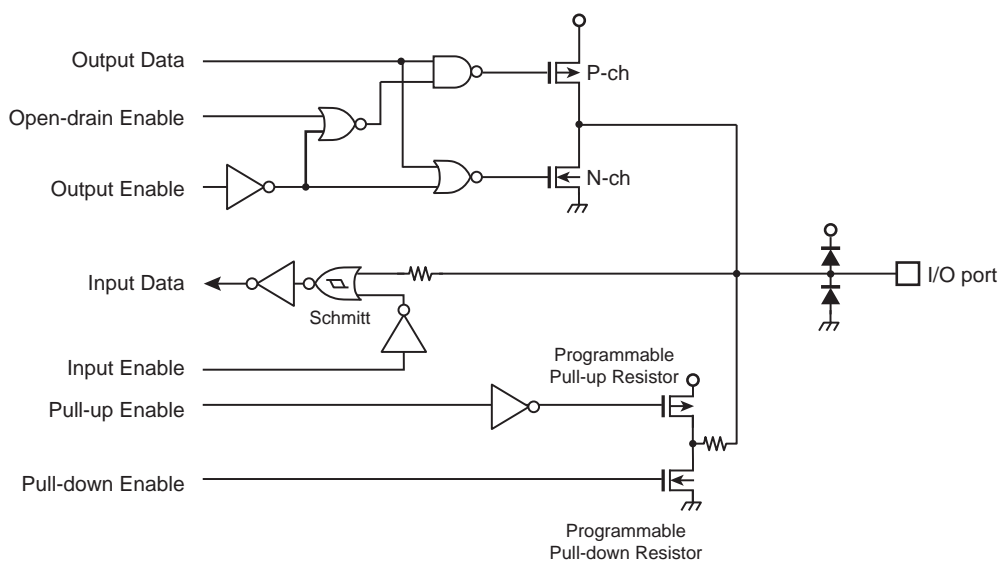 Output Data
P-ch
Open-drain Enable
Output Enable
N-ch
Input Data
I/O port
Schmitt
Input Enable
Programmable
Pull-up Resistor
Pull-up Enable
Pull-down Enable
Programmable
Pull-down Resistor